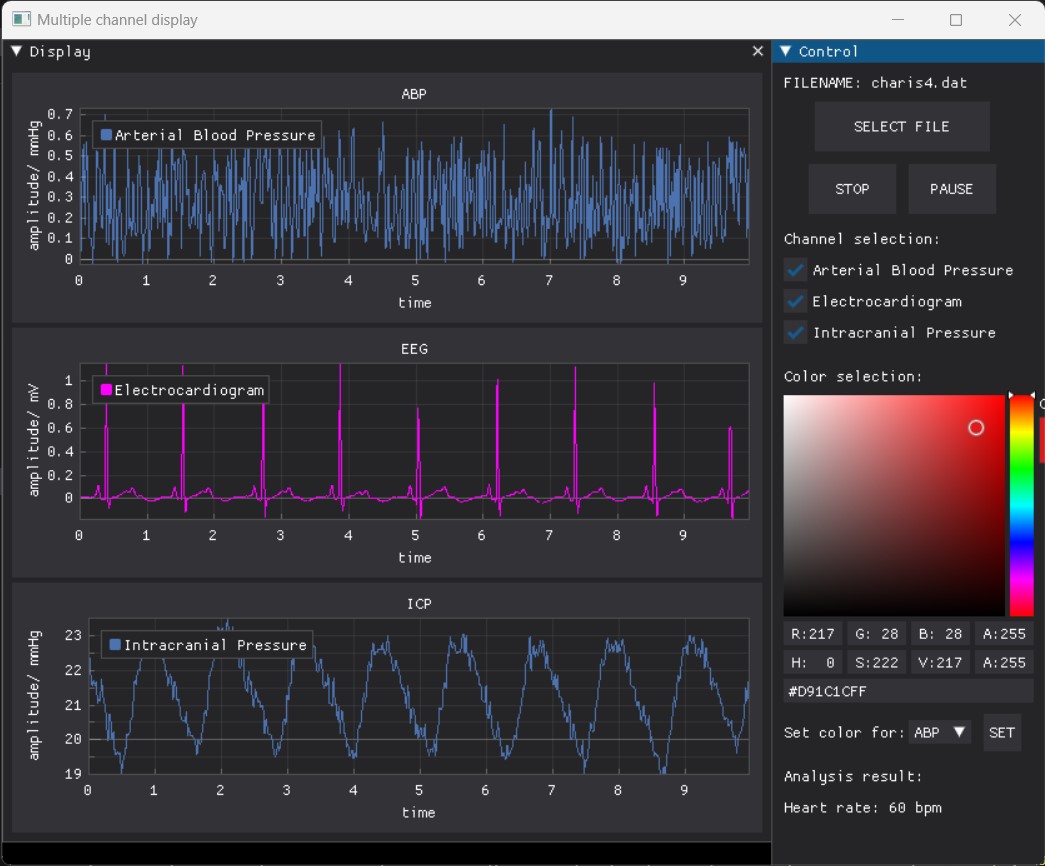 Multiple channel display
Display
ABP
Arterial Blood Pressure
amplitude/ mmHg
0.7
0.6
0.5
0.4
0.3
0.2
0.1
0
0 1 2 3 4 5 6 7 8 9
time
EEG
Electrocardiogram
amplitude/ mV
1
0.8
0.6
0.4
0.2
0
0 1 2 3 4 5 6 7 8 9
time
ICP
Intracranial Pressure
amplitude/ mmHg
23
22
21
20
19
0 1 2 3 4 5 6 7 8 9
time
Control
FILENAME: charis4.dat
SELECT FILE
STOP PAUSE
Channel selection:
Arterial Blood Pressure
Electrocardiogram
Intracranial Pressure
Color selection:
R:217 G: 28 B: 28 A:255
H: 0 S:222 V:217 A:255
#D91C1CFF
Set color for: ABP SET
Analysis result:
Heart rate: 60 bpm